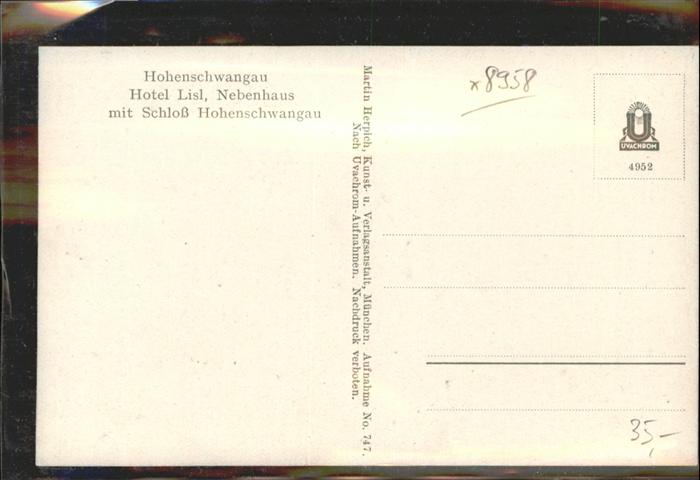 Hohenschwangau
Hotel Lisl, Nebenhaus
mit Schloß Hohenschwangau
Martin Herpich, Kunst- u. Verlagsanstalt, München. Aufnahme No. 747.
Nach Uvachrom-Aufnahmen. Nachdruck verboten.
x8958
U
UVACHROM
4952
35,-